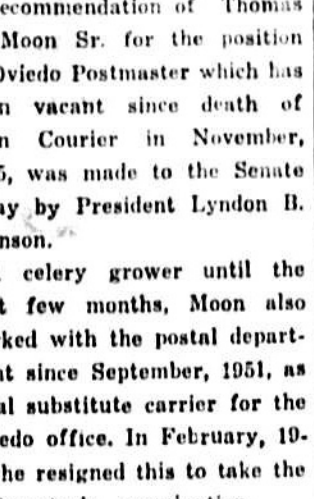 ecommendation of Thomas
Moon Sr. for the position
Oviedo Postmaster which has
n vacant since death of
n Courier in November,
5, was made to the Senate
ay by President Lyndon B.
nson.
celery grower until the
t few months, Moon also
ked with the postal depart-
nt since September, 1951, as
al substitute carrier for the
edo office. In February, 19-
he resigned this to take the